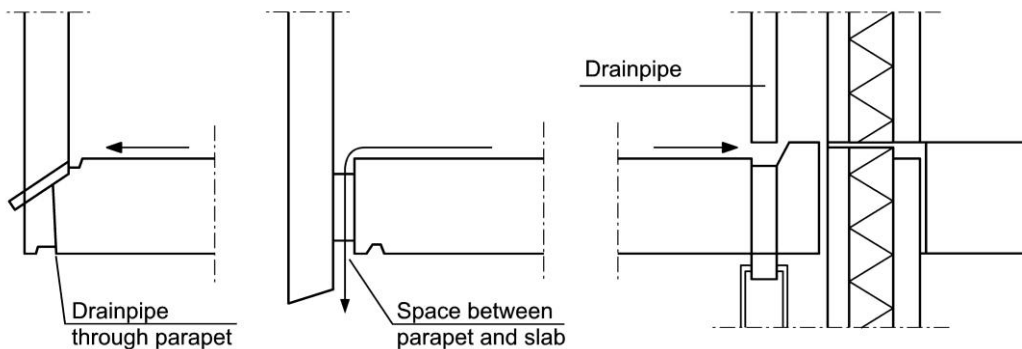 Drainpipe
Drainpipe
through parapet
Space between
parapet and slab